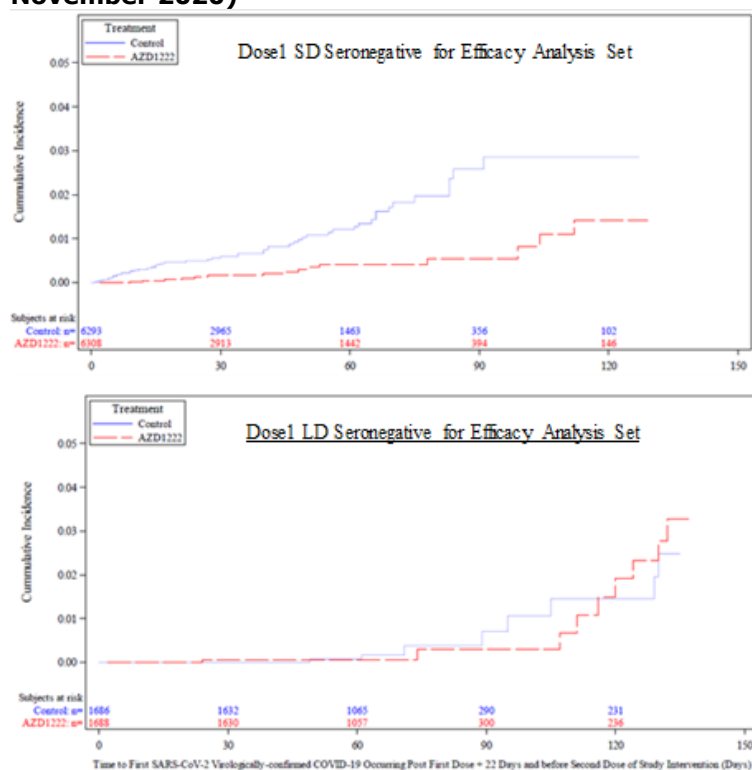 November 2020)
Treatment
Control
AZD1222
Dose1 SD Seronegative for Efficacy Analysis Set
0.05
0.04
0.03
0.02
0.01
0.00
Cummulative Incidence
Subjects at risk
Control: n= 6293 2965 1463 356 102
AZD1222: n= 6308 2913 1442 394 146
0 30 60 90 120 150
Treatment
Control
AZD1222
Dose1 LD Seronegative for Efficacy Analysis Set
0.05
0.04
0.03
0.02
0.01
0.00
Cummulative Incidence
Subjects at risk
Control: n= 1686 1632 1065 290 231
AZD1222: n= 1688 1630 1057 300 236
0 30 60 90 120 150
Time to First SARS-CoV-2 Virologically-confirmed COVID-19 Occurring Post First Dose + 22 Days and before Second Dose of Study Intervention (Days)